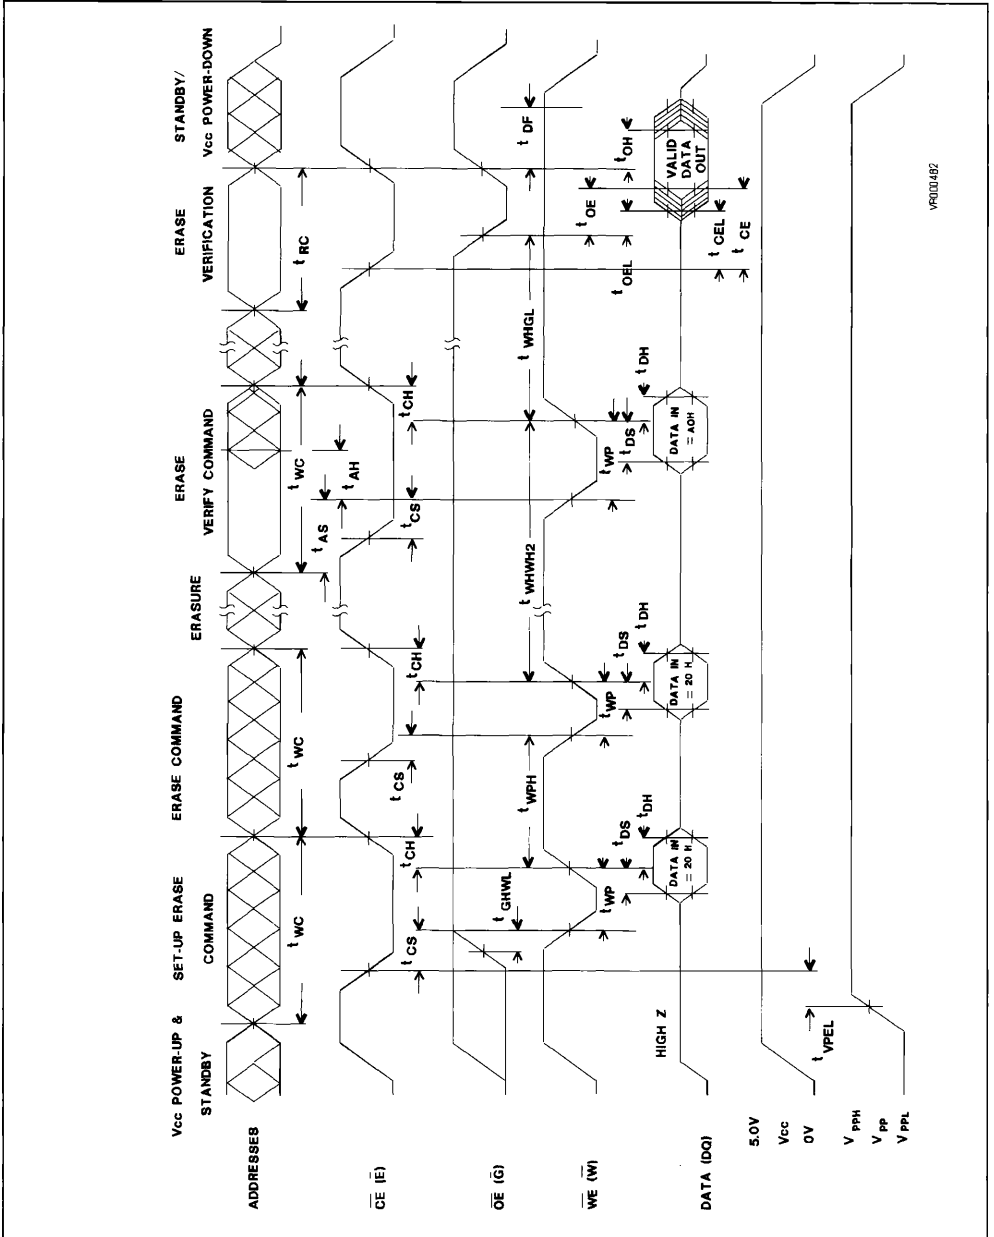 Vcc POWER-UP &
STANDBY
SET-UP ERASE
COMMAND
ERASE COMMAND
ERASURE
ERASE
VERIFY COMMAND
ERASE
VERIFICATION
STANDBY/
Vcc POWER-DOWN
ADDRESSES
t WC
t WC
t WC
t RC
t AS
t AH
CE (E)
t CS
t CH
t CS
t CH
t CS
t CH
OE (G)
t GHWL
t WPH
t WHWH2
t WHGL
t DF
WE (W)
t WP
t WP
t WP
t DS
t DH
t DS
t DH
t DS
t DH
t OEL
t OE
t OH
DATA (DQ)
HIGH Z
DATA IN
= 20 H
DATA IN
= 20 H
DATA IN
= A0H
VALID
DATA
OUT
t CEL
t CE
5.0V
Vcc
0V
t VPEL
V PPH
V PP
V PPL
VR000482